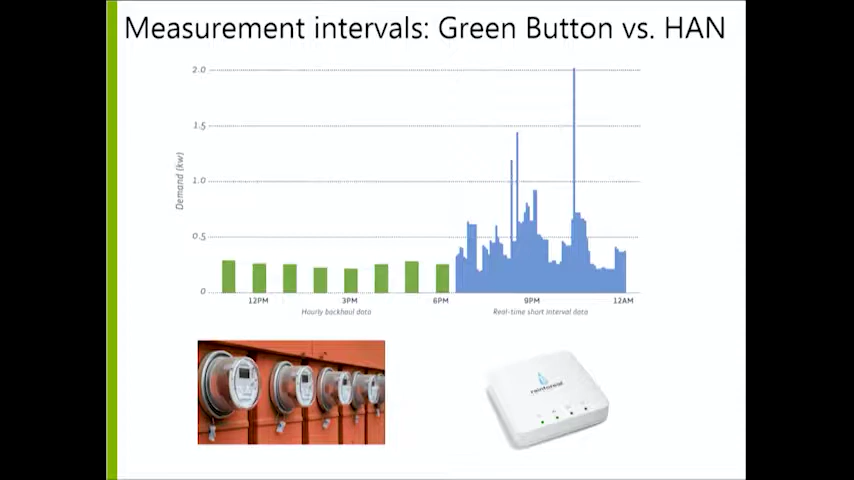 Measurement intervals: Green Button vs. HAN
2.0
1.5
1.0
0.5
0
Demand (kw)
12PM 3PM 6PM 9PM 12AM
Hourly backhaul data Real-time short interval data
rainforest